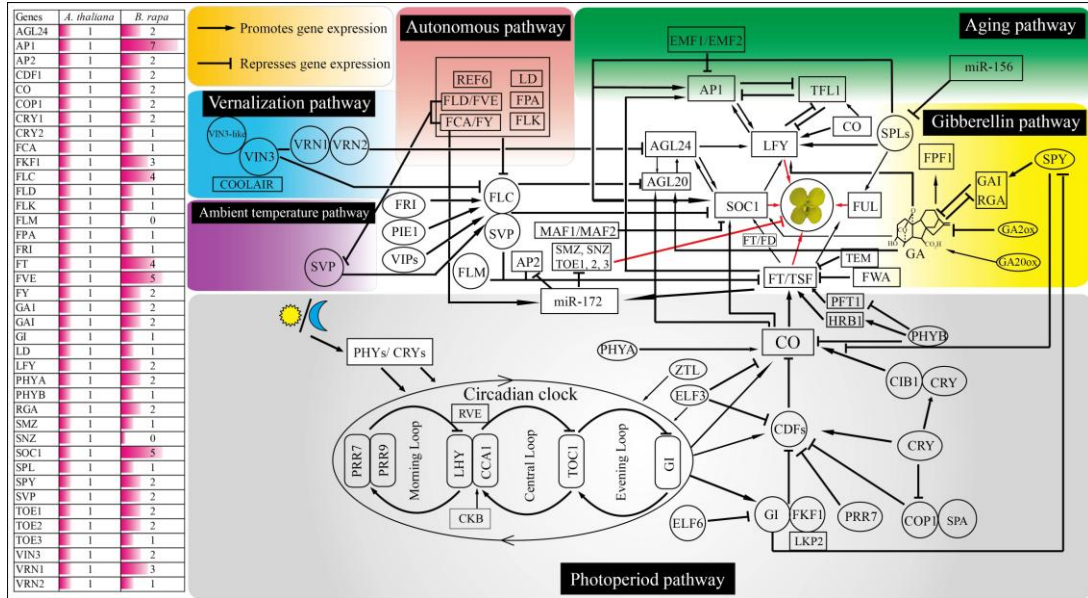 Genes A. thaliana B. rapa
AGL24 1 2
AP1 1 7
AP2 1 2
CDF1 1 2
CO 1 2
COP1 1 2
CRY1 1 2
CRY2 1 1
FCA 1 1
FKF1 1 3
FLC 1 4
FLD 1 1
FLK 1 1
FLM 1 0
FPA 1 1
FRI 1 1
FT 1 4
FVE 1 5
FY 1 2
GA1 1 2
GAI 1 2
GI 1 1
LD 1 1
LFY 1 2
PHYA 1 2
PHYB 1 1
RGA 1 2
SMZ 1 1
SNZ 1 0
SOC1 1 5
SPL 1 1
SPY 1 2
SVP 1 2
TOE1 1 2
TOE2 1 2
TOE3 1 1
VIN3 1 2
VRN1 1 3
VRN2 1 1
Promotes gene expression
Represses gene expression
Autonomous pathway
REF6
LD
FLD/FVE
FPA
FCA/FY
FLK
Aging pathway
EMF1/EMF2
miR-156
AP1
TFL1
CO
SPLs
LFY
Vernalization pathway
VIN3-like
VIN3
VRN1
VRN2
COOLAIR
Gibberellin pathway
FPF1
SPY
GAI
RGA
GA2ox
GA20ox
GA
HO
CO
CO₂H
AGL24
AGL20
SOC1
FUL
FT/FD
Ambient temperature pathway
SVP
FRI
PIE1
VIPs
FLC
SVP
FLM
MAF1/MAF2
SMZ, SNZ
TOE1, 2, 3
AP2
miR-172
FT/TSF
TEM
FWA
PFT1
HRB1
PHYB
PHYs/ CRYs
PHYA
CO
ZTL
ELF3
CIB1
CRY
CDFs
CRY
Circadian clock
RVE
PRR7
PRR9
Morning Loop
LHY
CCA1
Central Loop
TOC1
Evening Loop
GI
CKB
ELF6
GI
FKF1
LKP2
PRR7
COP1
SPA
Photoperiod pathway